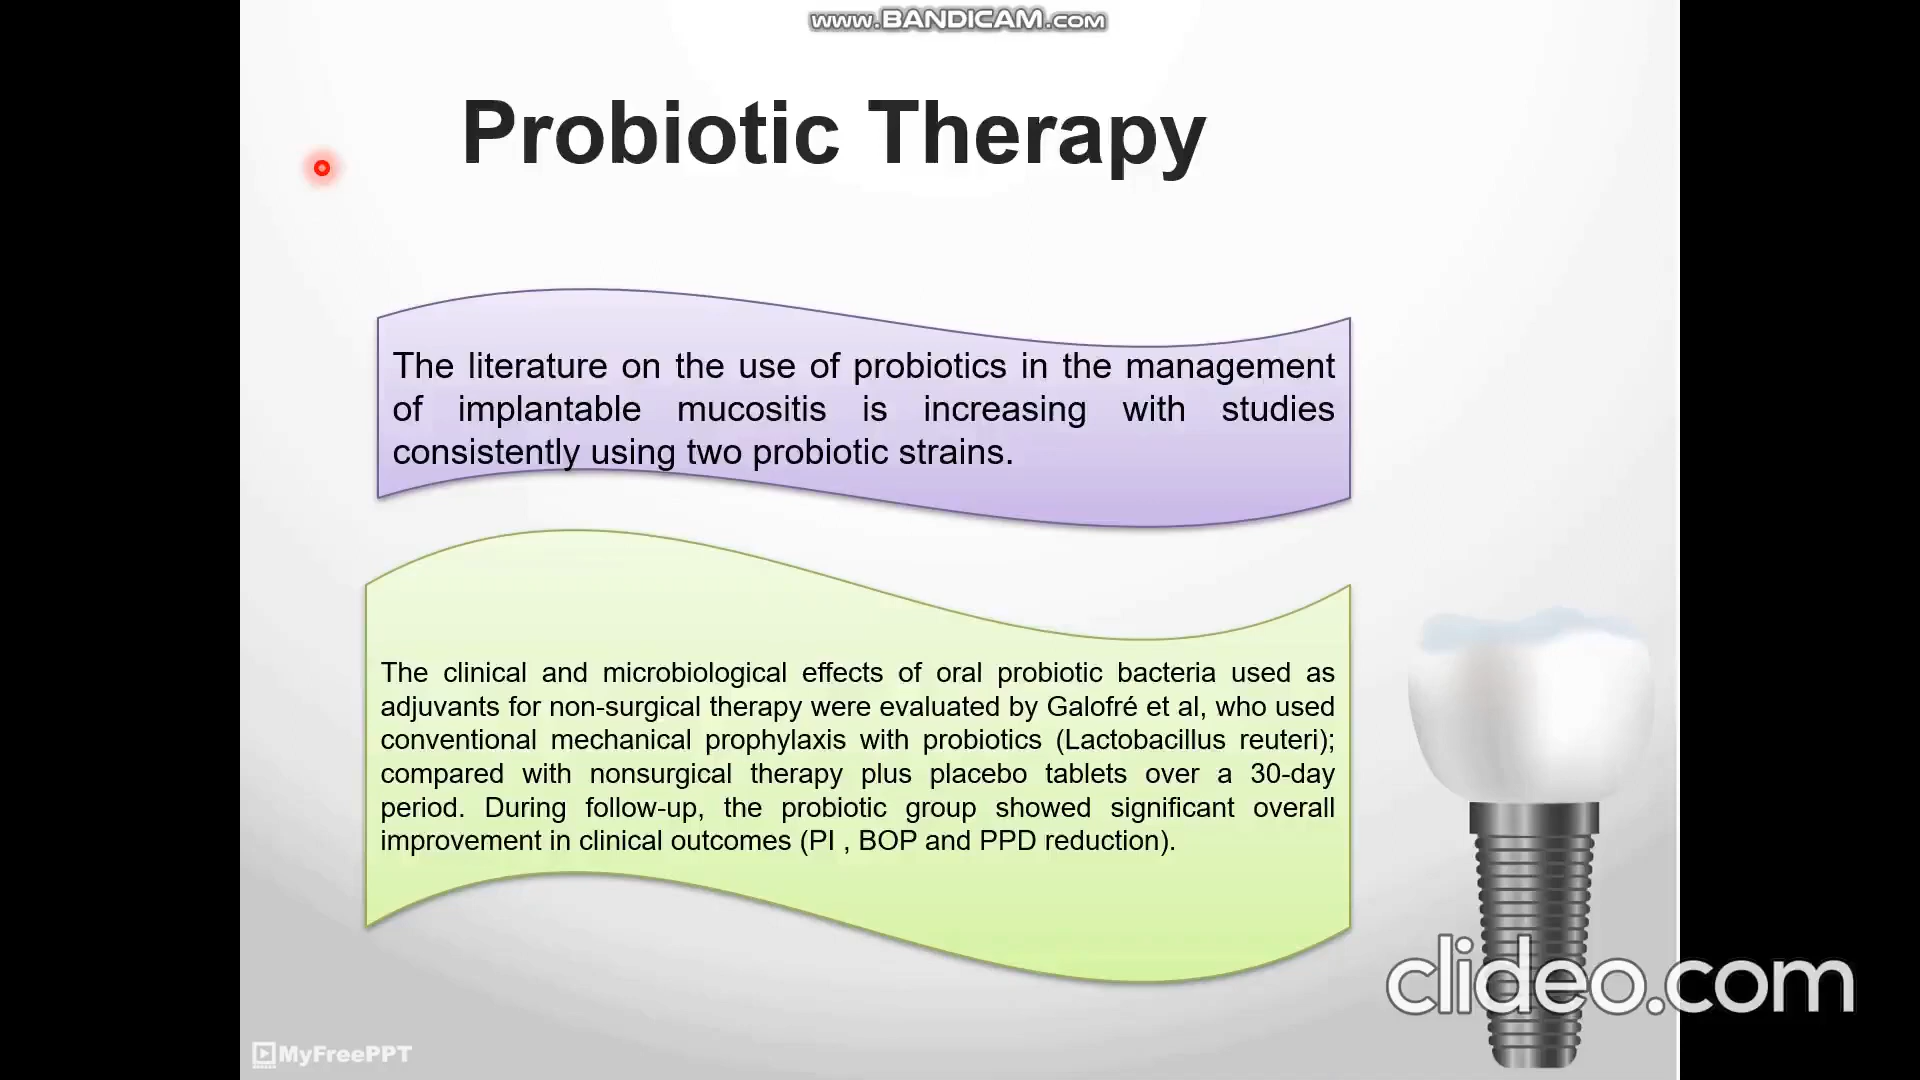 www.BANDICAM.com
Probiotic Therapy
The literature on the use of probiotics in the management
of implantable mucositis is increasing with studies
consistently using two probiotic strains.
The clinical and microbiological effects of oral probiotic bacteria used as
adjuvants for non-surgical therapy were evaluated by Galofré et al, who used
conventional mechanical prophylaxis with probiotics (Lactobacillus reuteri);
compared with nonsurgical therapy plus placebo tablets over a 30-day
period. During follow-up, the probiotic group showed significant overall
improvement in clinical outcomes (PI , BOP and PPD reduction).
clideo.com
MyFreePPT